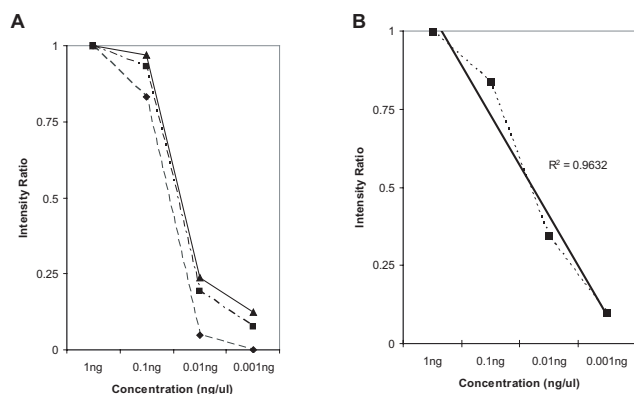 A
1
0.75
0.5
0.25
0
Intensity Ratio
1ng 0.1ng 0.01ng 0.001ng
Concentration (ng/ul)
B
1
0.75
0.5
0.25
0
Intensity Ratio
R² = 0.9632
1ng 0.1ng 0.01ng 0.001ng
Concentration (ng/ul)